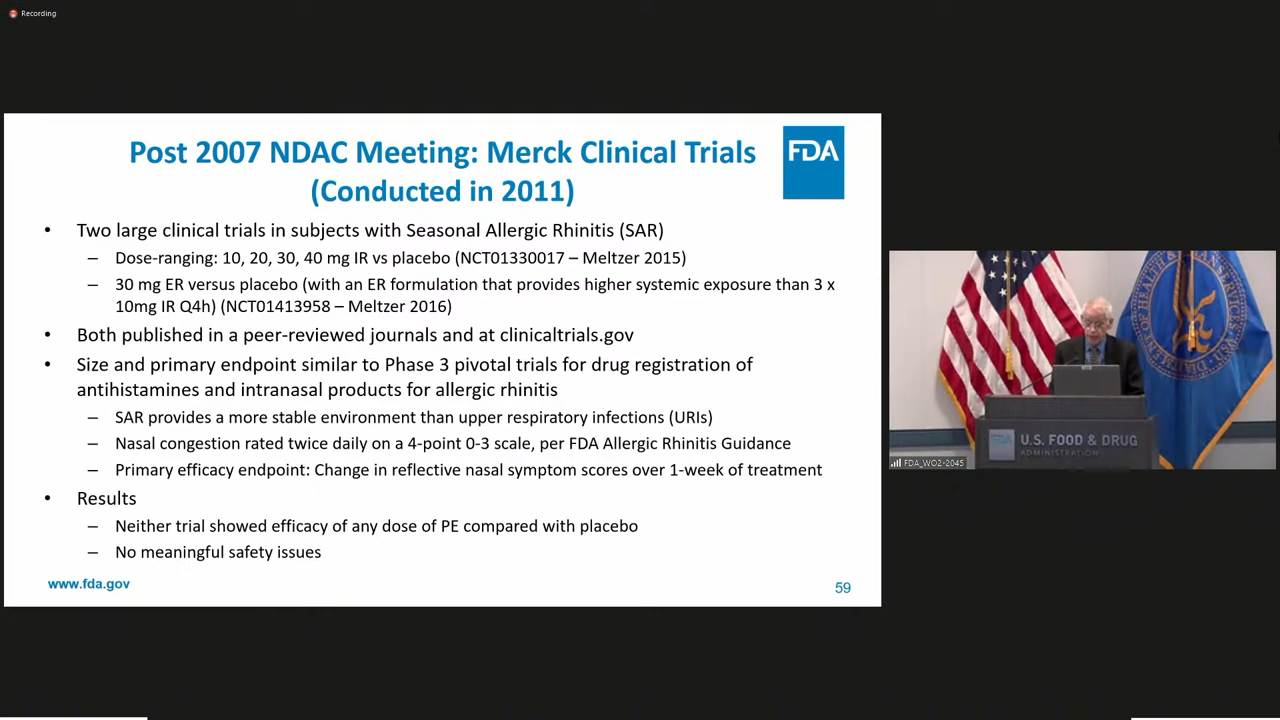 Recording
Post 2007 NDAC Meeting: Merck Clinical Trials
(Conducted in 2011)
FDA
• Two large clinical trials in subjects with Seasonal Allergic Rhinitis (SAR)
– Dose-ranging: 10, 20, 30, 40 mg IR vs placebo (NCT01330017 – Meltzer 2015)
– 30 mg ER versus placebo (with an ER formulation that provides higher systemic exposure than 3 x
10mg IR Q4h) (NCT01413958 – Meltzer 2016)
• Both published in a peer-reviewed journals and at clinicaltrials.gov
• Size and primary endpoint similar to Phase 3 pivotal trials for drug registration of
antihistamines and intranasal products for allergic rhinitis
– SAR provides a more stable environment than upper respiratory infections (URIs)
– Nasal congestion rated twice daily on a 4-point 0-3 scale, per FDA Allergic Rhinitis Guidance
– Primary efficacy endpoint: Change in reflective nasal symptom scores over 1-week of treatment
• Results
– Neither trial showed efficacy of any dose of PE compared with placebo
– No meaningful safety issues
www.fda.gov
59
U.S. FOOD & DRUG
ADMINISTRATION
FDA_WO2-2045